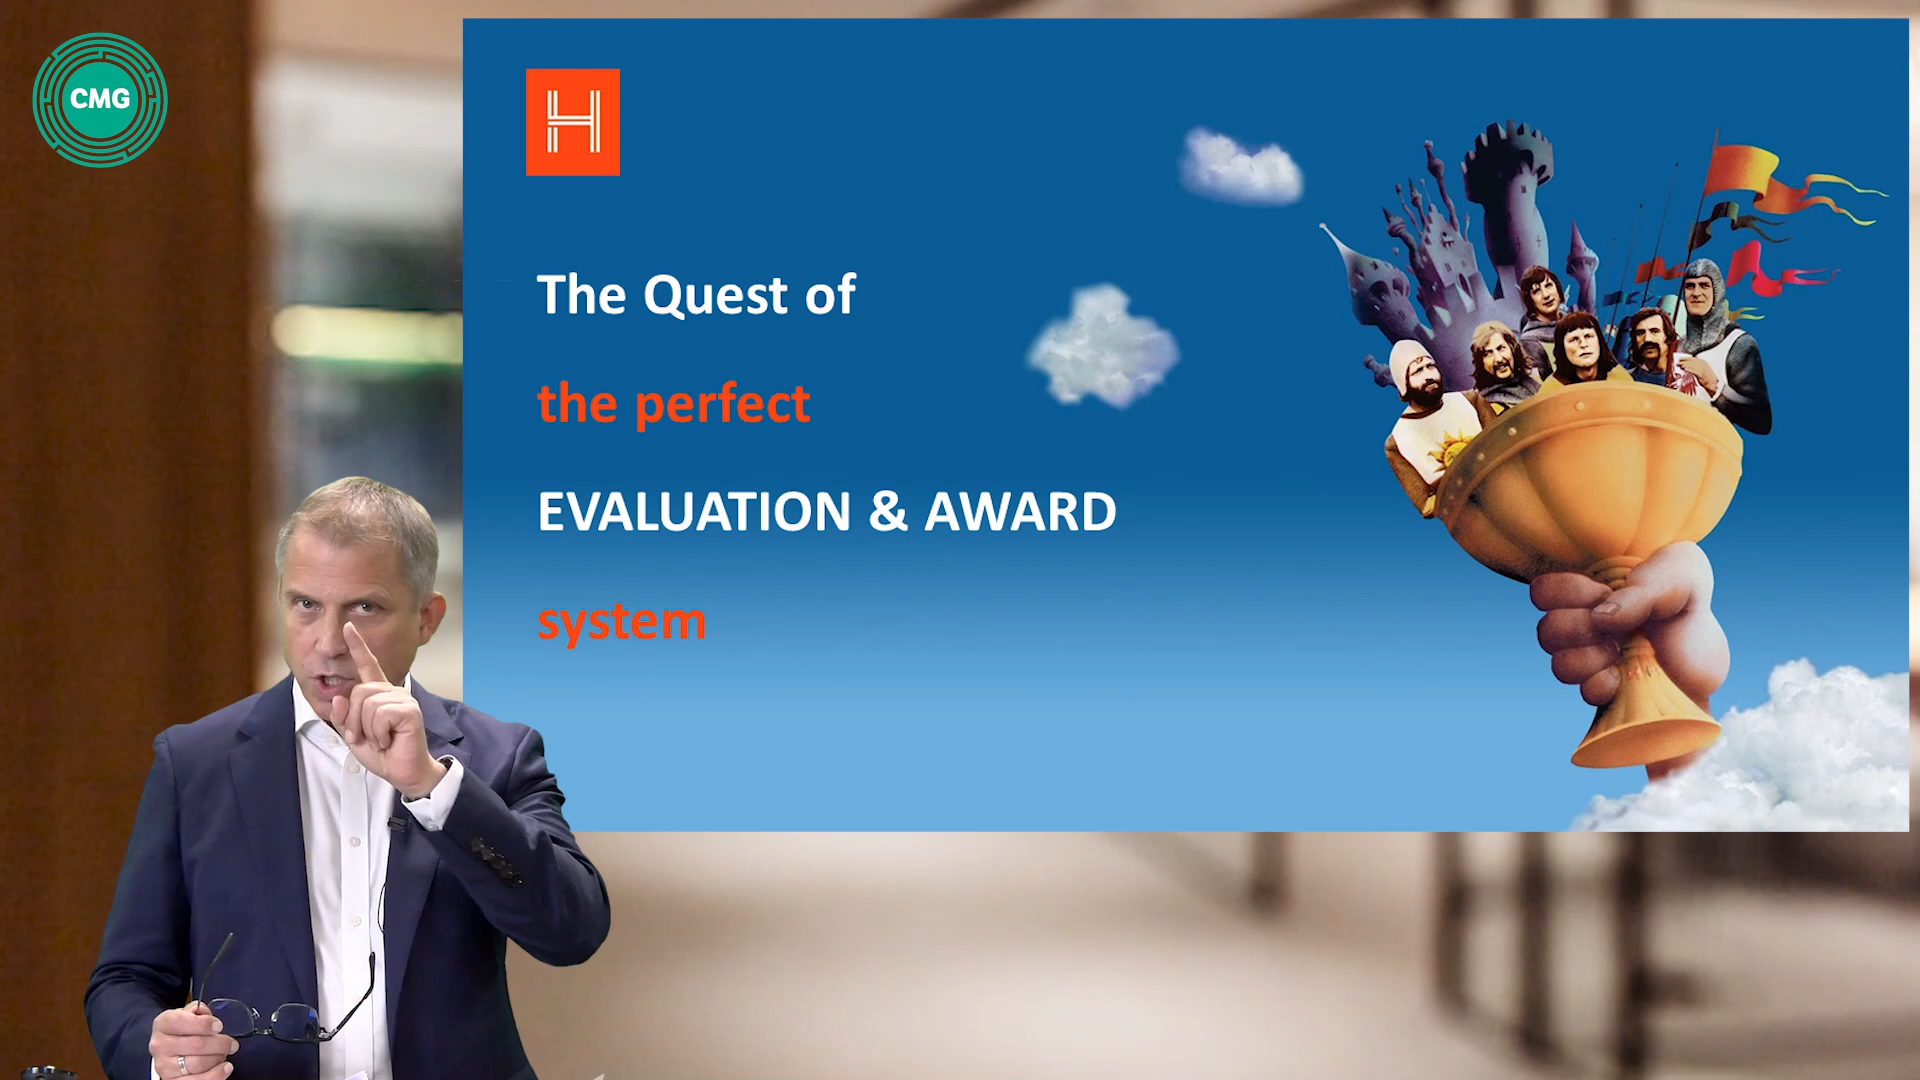 CMG
H
The Quest of
the perfect
EVALUATION & AWARD
system